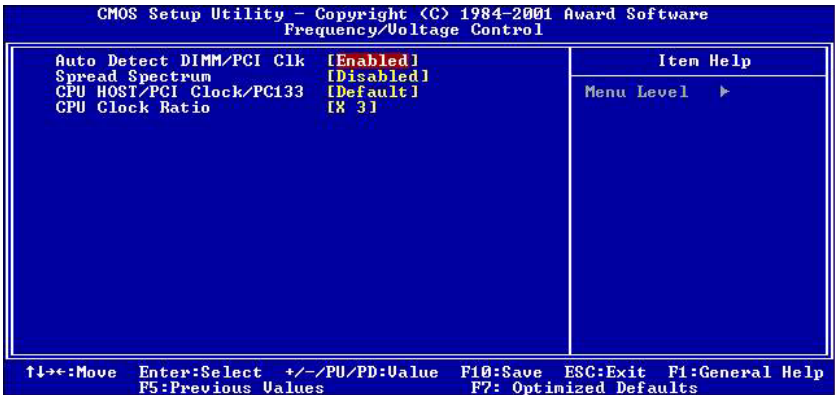 CMOS Setup Utility - Copyright (C) 1984-2001 Award Software
Frequency/Voltage Control
Auto Detect DIMM/PCI Clk [Enabled]
Spread Spectrum [Disabled]
CPU HOST/PCI Clock/PC133 [Default]
CPU Clock Ratio [X 3]
Item Help
Menu Level ►
↑↓→←:Move Enter:Select +/-/PU/PD:Value F10:Save ESC:Exit F1:General Help
F5:Previous Values F7: Optimized Defaults